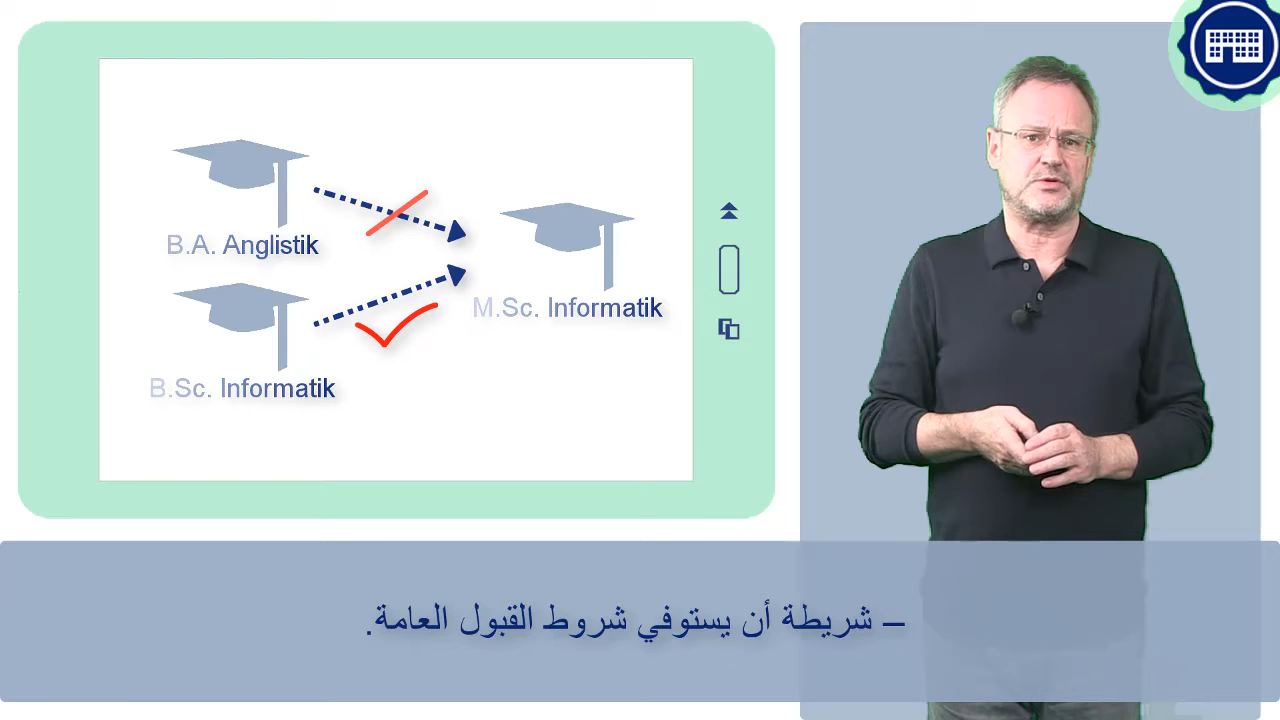 B.A. Anglistik
M.Sc. Informatik
B.Sc. Informatik
– شريطة أن يستوفي شروط القبول العامة.